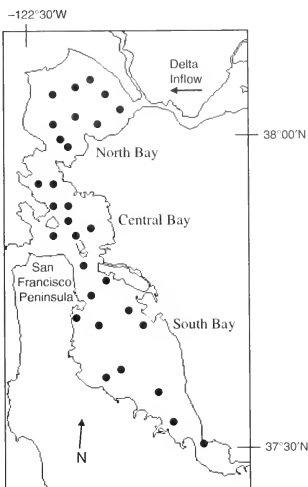 −122°30'W
Delta
Inflow
38°00'N
North Bay
Central Bay
San
Francisco
Peninsula
South Bay
37°30'N
N